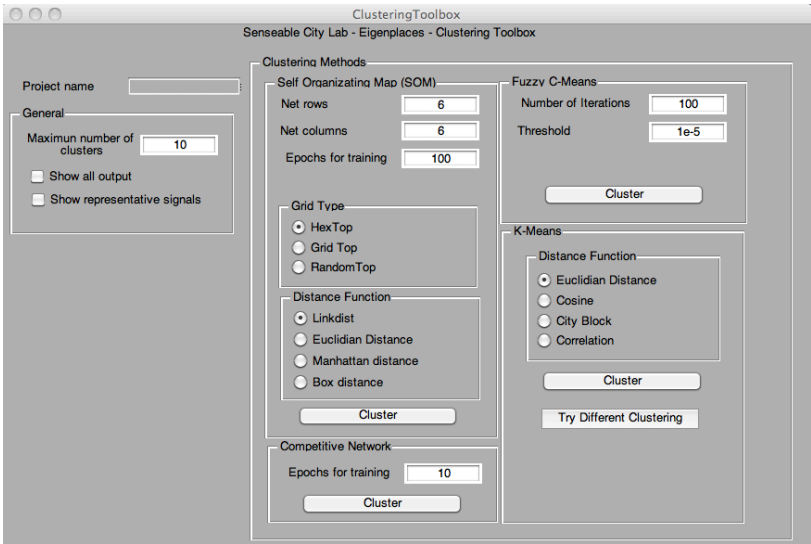 ClusteringToolbox
Senseable City Lab - Eigenplaces - Clustering Toolbox
Project name
General
Maximun number of
clusters
10
Show all output
Show representative signals
Clustering Methods
Self Organizating Map (SOM)
Net rows
6
Net columns
6
Epochs for training
100
Grid Type
HexTop
Grid Top
RandomTop
Distance Function
Linkdist
Euclidian Distance
Manhattan distance
Box distance
Cluster
Competitive Network
Epochs for training
10
Cluster
Fuzzy C-Means
Number of Iterations
100
Threshold
1e-5
Cluster
K-Means
Distance Function
Euclidian Distance
Cosine
City Block
Correlation
Cluster
Try Different Clustering